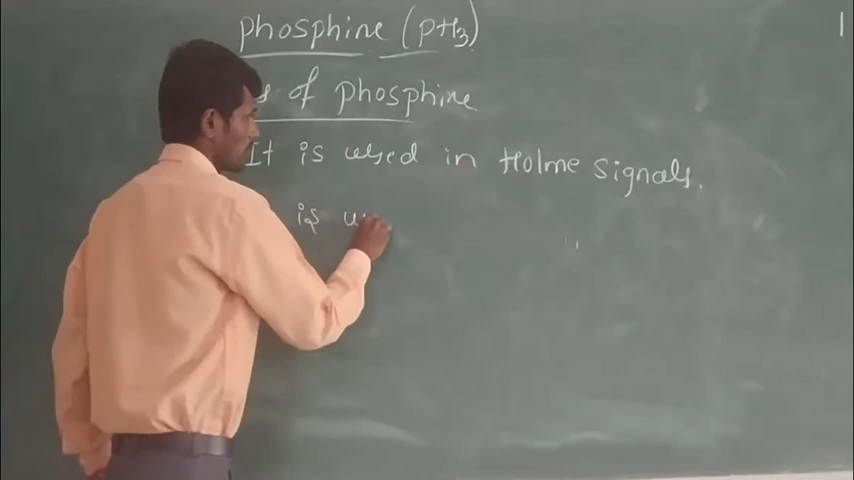 phosphine (PH3)
of phosphine
It is used in Holme signals.
is